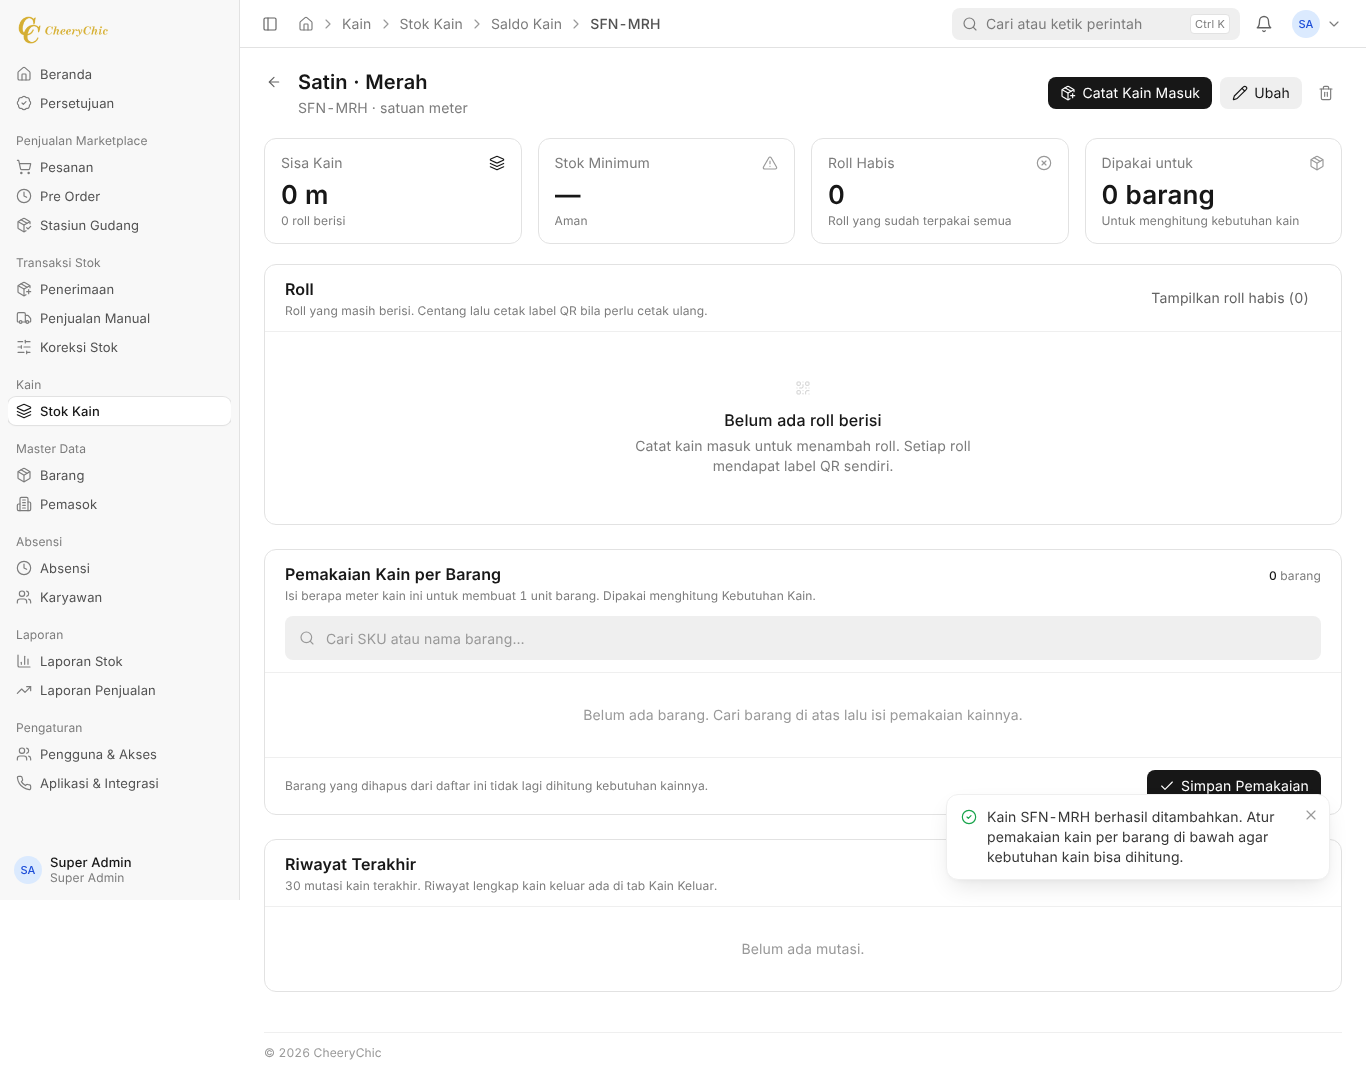 CheeryChic
Beranda
Persetujuan
Penjualan Marketplace
Pesanan
Pre Order
Stasiun Gudang
Transaksi Stok
Penerimaan
Penjualan Manual
Koreksi Stok
Kain
Stok Kain
Master Data
Barang
Pemasok
Absensi
Absensi
Karyawan
Laporan
Laporan Stok
Laporan Penjualan
Pengaturan
Pengguna & Akses
Aplikasi & Integrasi
SA
Super Admin
Super Admin
Kain
Stok Kain
Saldo Kain
SFN-MRH
Cari atau ketik perintah
Ctrl K
SA
Satin · Merah
SFN-MRH · satuan meter
Catat Kain Masuk
Ubah
Sisa Kain
0 m
0 roll berisi
Stok Minimum
—
Aman
Roll Habis
0
Roll yang sudah terpakai semua
Dipakai untuk
0 barang
Untuk menghitung kebutuhan kain
Roll
Roll yang masih berisi. Centang lalu cetak label QR bila perlu cetak ulang.
Tampilkan roll habis (0)
Belum ada roll berisi
Catat kain masuk untuk menambah roll. Setiap roll
mendapat label QR sendiri.
Pemakaian Kain per Barang
Isi berapa meter kain ini untuk membuat 1 unit barang. Dipakai menghitung Kebutuhan Kain.
0 barang
Cari SKU atau nama barang...
Belum ada barang. Cari barang di atas lalu isi pemakaian kainnya.
Barang yang dihapus dari daftar ini tidak lagi dihitung kebutuhan kainnya.
Simpan Pemakaian
Kain SFN-MRH berhasil ditambahkan. Atur
pemakaian kain per barang di bawah agar
kebutuhan kain bisa dihitung.
Riwayat Terakhir
30 mutasi kain terakhir. Riwayat lengkap kain keluar ada di tab Kain Keluar.
Belum ada mutasi.
© 2026 CheeryChic